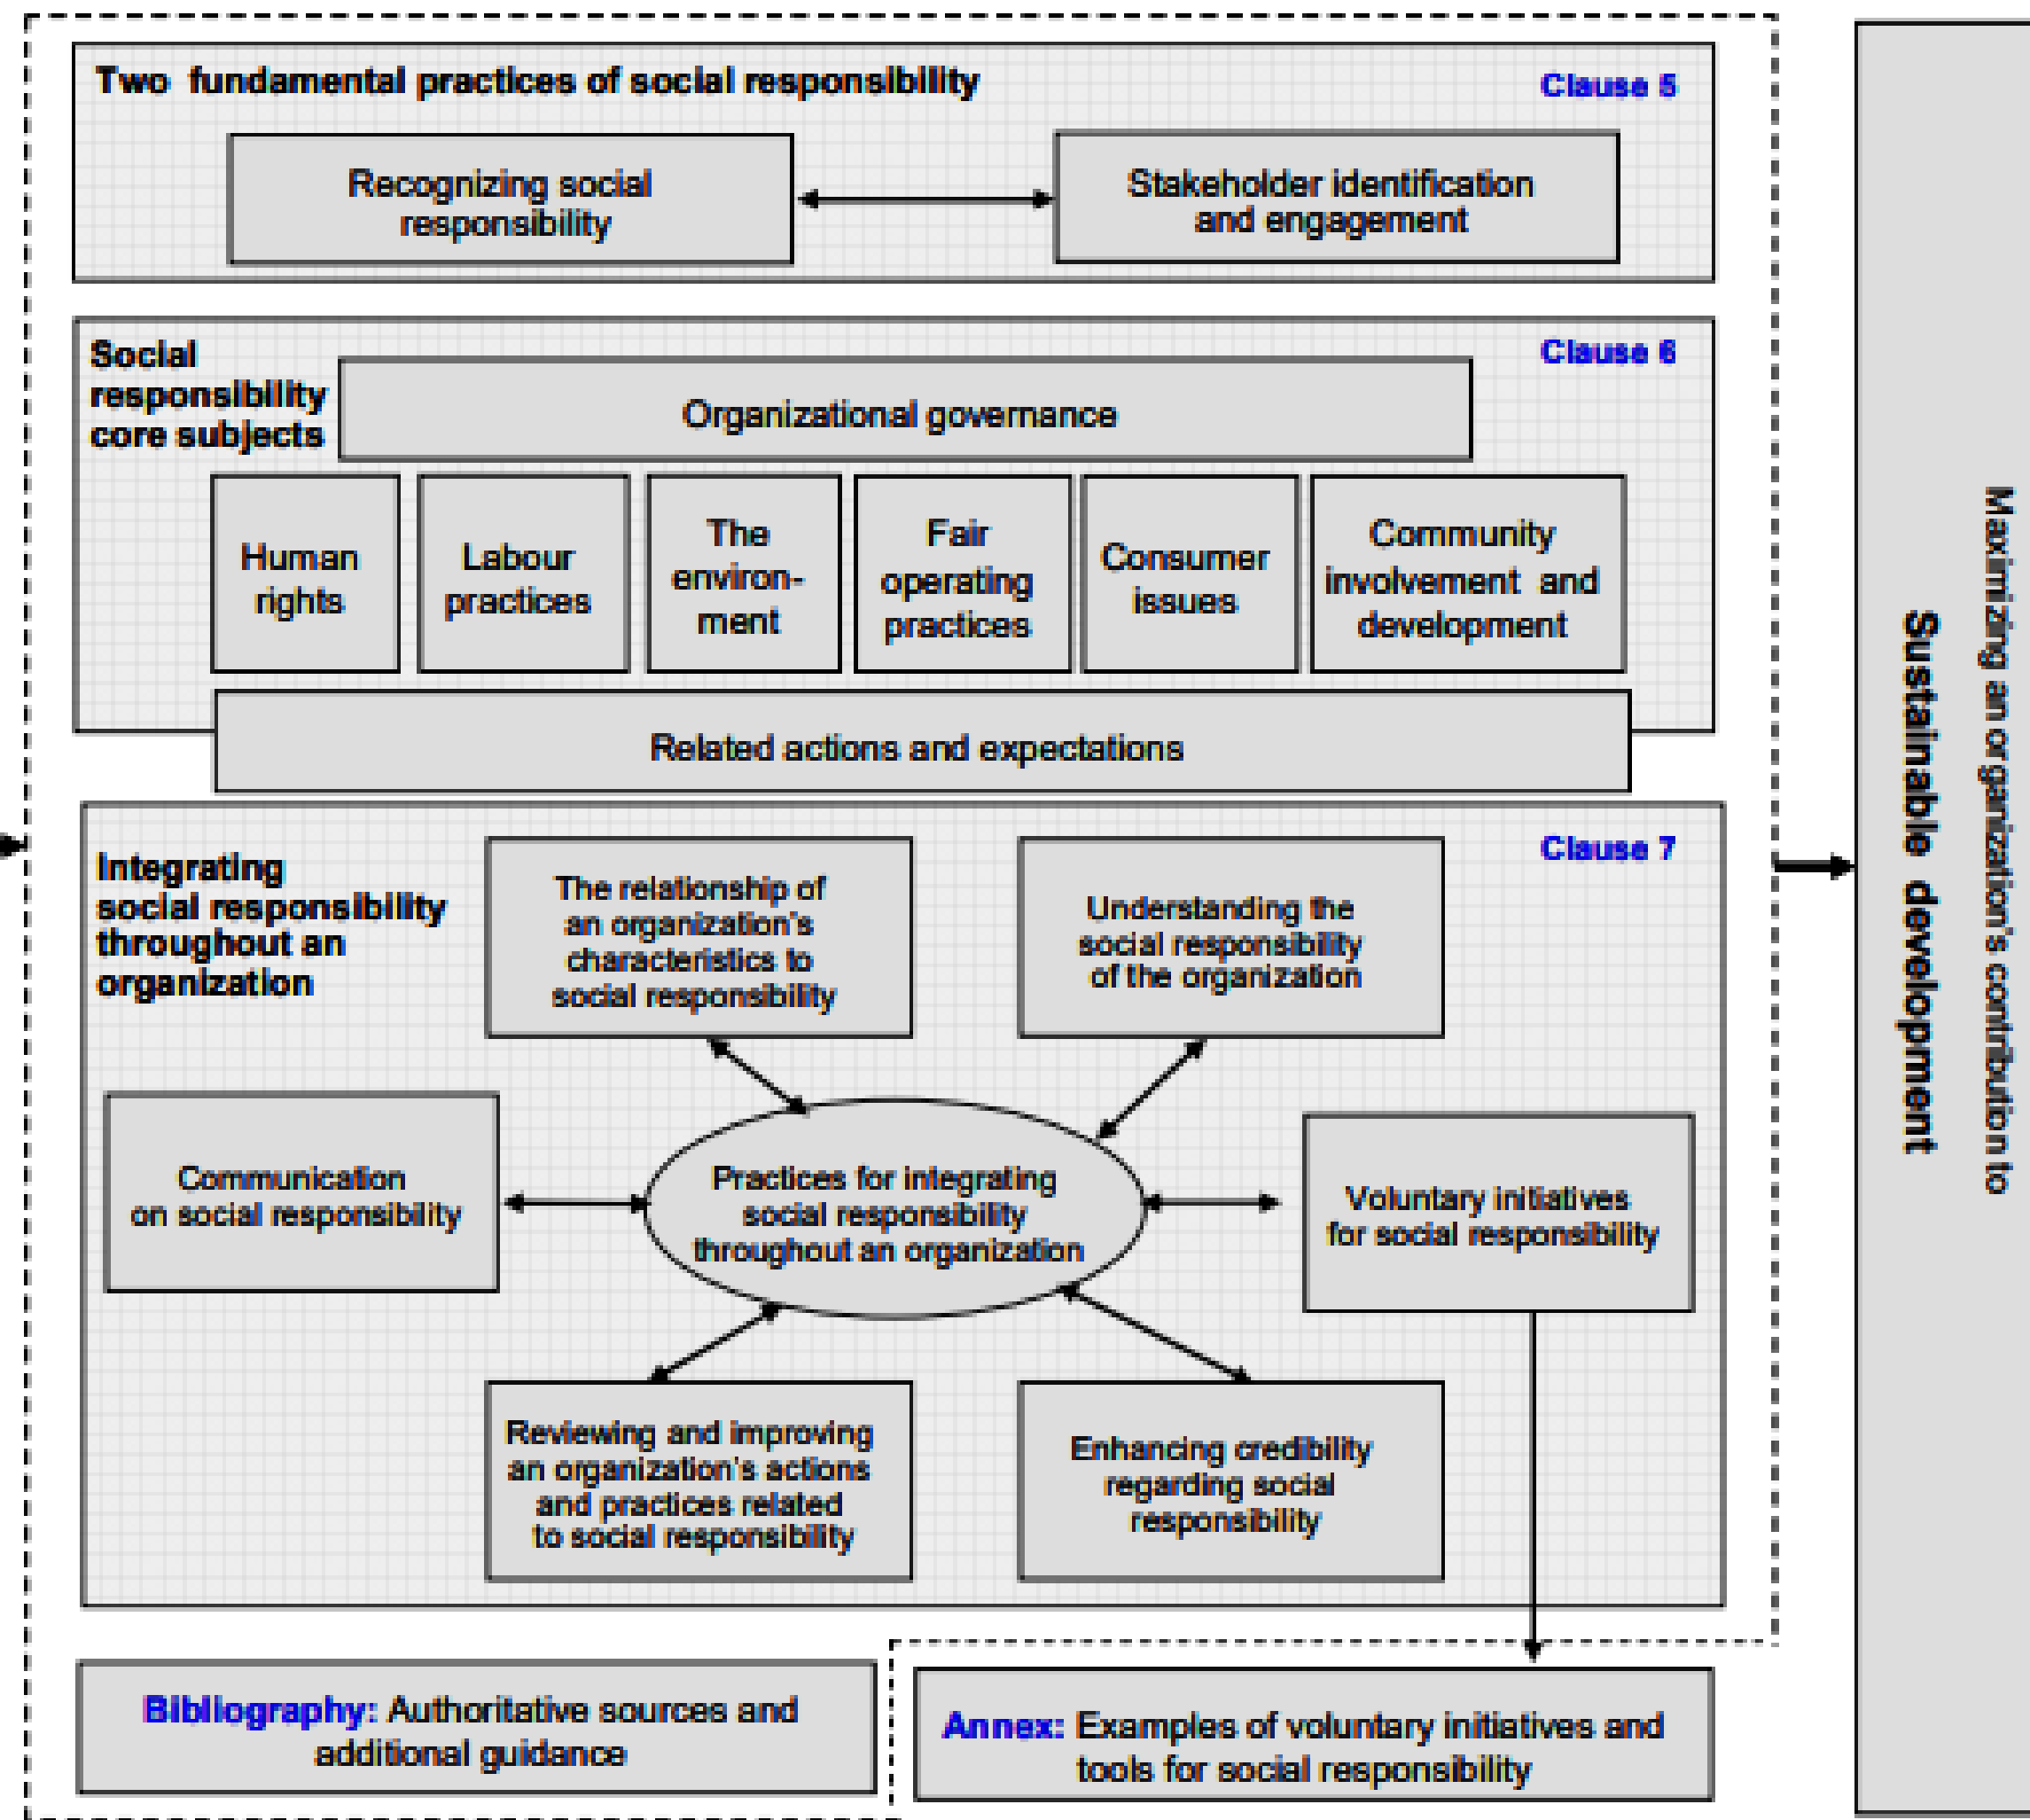 Two fundamental practices of social responsibility
Clause 5
Recognizing social
responsibility
Stakeholder identification
and engagement
Social
responsibility
core subjects
Clause 6
Organizational governance
Human
rights
Labour
practices
The
environ-
ment
Fair
operating
practices
Consumer
issues
Community
involvement and
development
Related actions and expectations
Integrating
social responsibility
throughout an
organization
Clause 7
The relationship of
an organization's
characteristics to
social responsibility
Understanding the
social responsibility
of the organization
Communication
on social responsibility
Practices for integrating
social responsibility
throughout an organization
Voluntary initiatives
for social responsibility
Reviewing and improving
an organization's actions
and practices related
to social responsibility
Enhancing credibility
regarding social
responsibility
Bibliography: Authoritative sources and
additional guidance
Annex: Examples of voluntary initiatives and
tools for social responsibility
Maximizing an organization's contribution to
Sustainable development